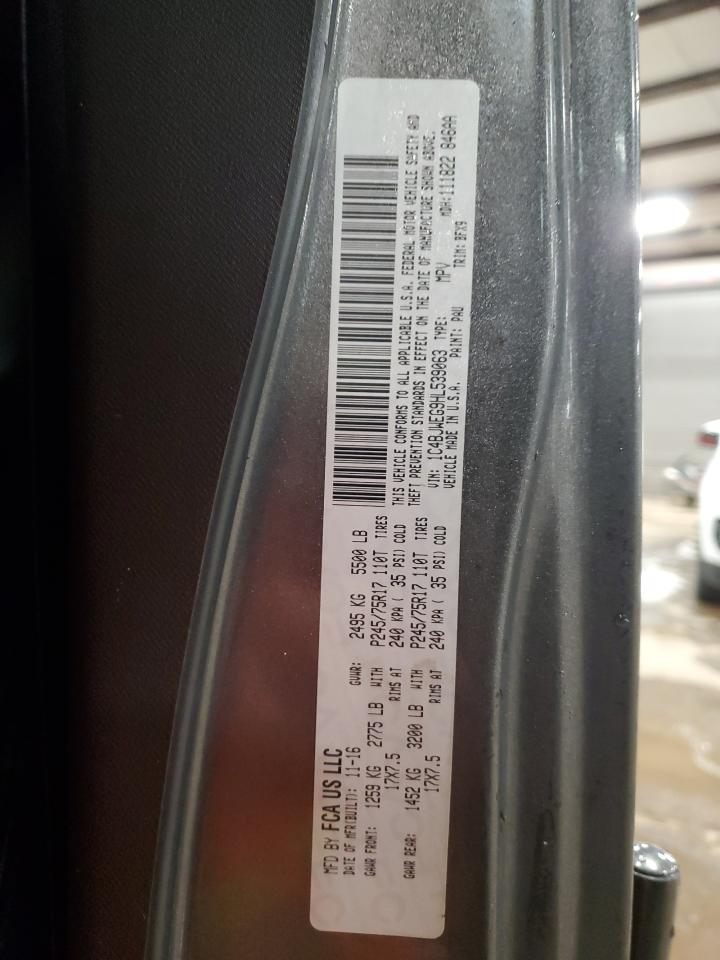 MFD BY FCA US LLC
DATE OF MFR(BUILT): 11-16 GVWR: 2495 KG 5500 LB
GAWR FRONT: 1259 KG 2775 LB WITH P245/75R17 110T TIRES
17X7.5 RIMS AT 240 KPA ( 35 PSI) COLD
GAWR REAR: 1452 KG 3200 LB WITH P245/75R17 110T TIRES
17X7.5 RIMS AT 240 KPA ( 35 PSI) COLD
THIS VEHICLE CONFORMS TO ALL APPLICABLE U.S.A. FEDERAL MOTOR VEHICLE SAFETY AND
THEFT PREVENTION STANDARDS IN EFFECT ON THE DATE OF MANUFACTURE SHOWN ABOVE.
VIN: 1C4BJWEG9HL539063 TYPE: MPV MDH:111822 846AA
VEHICLE MADE IN U.S.A. PAINT: PAU TRIM: BFX9